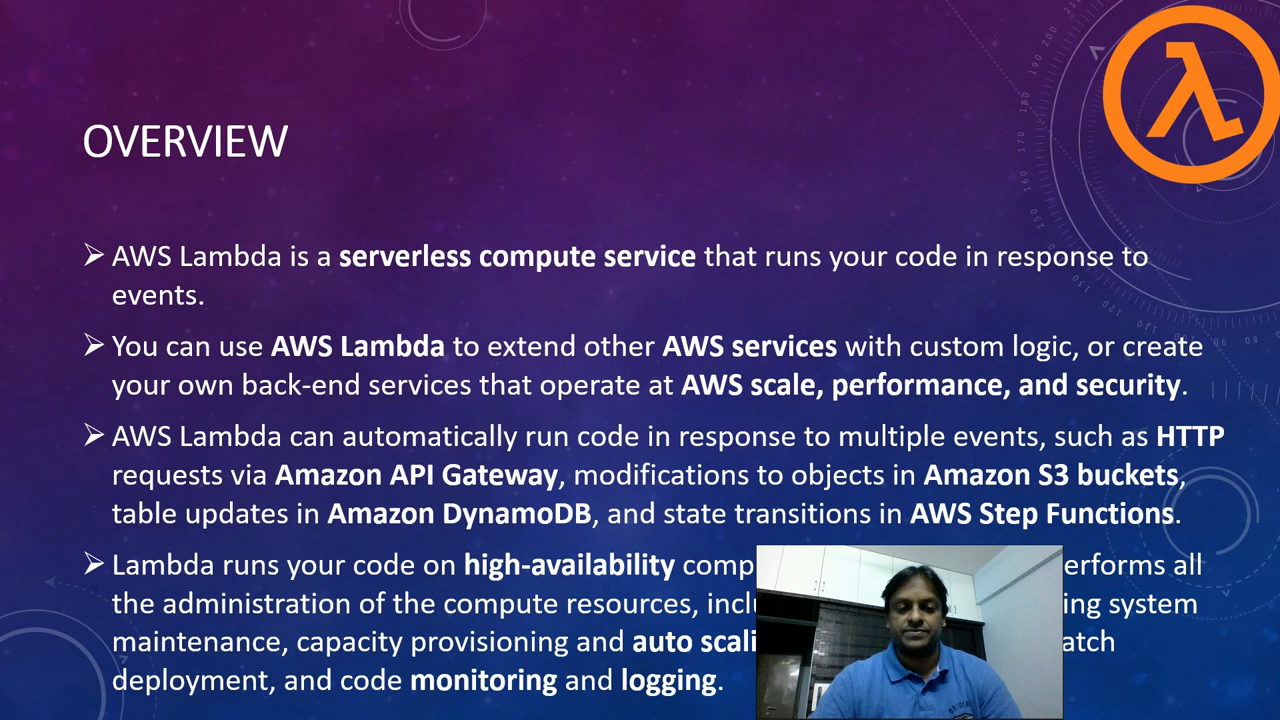 OVERVIEW
AWS Lambda is a serverless compute service that runs your code in response to
events.
You can use AWS Lambda to extend other AWS services with custom logic, or create
your own back-end services that operate at AWS scale, performance, and security.
AWS Lambda can automatically run code in response to multiple events, such as HTTP
requests via Amazon API Gateway, modifications to objects in Amazon S3 buckets,
table updates in Amazon DynamoDB, and state transitions in AWS Step Functions.
Lambda runs your code on high-availability comp erforms all
the administration of the compute resources, inclu ing system
maintenance, capacity provisioning and auto scali atch
deployment, and code monitoring and logging.